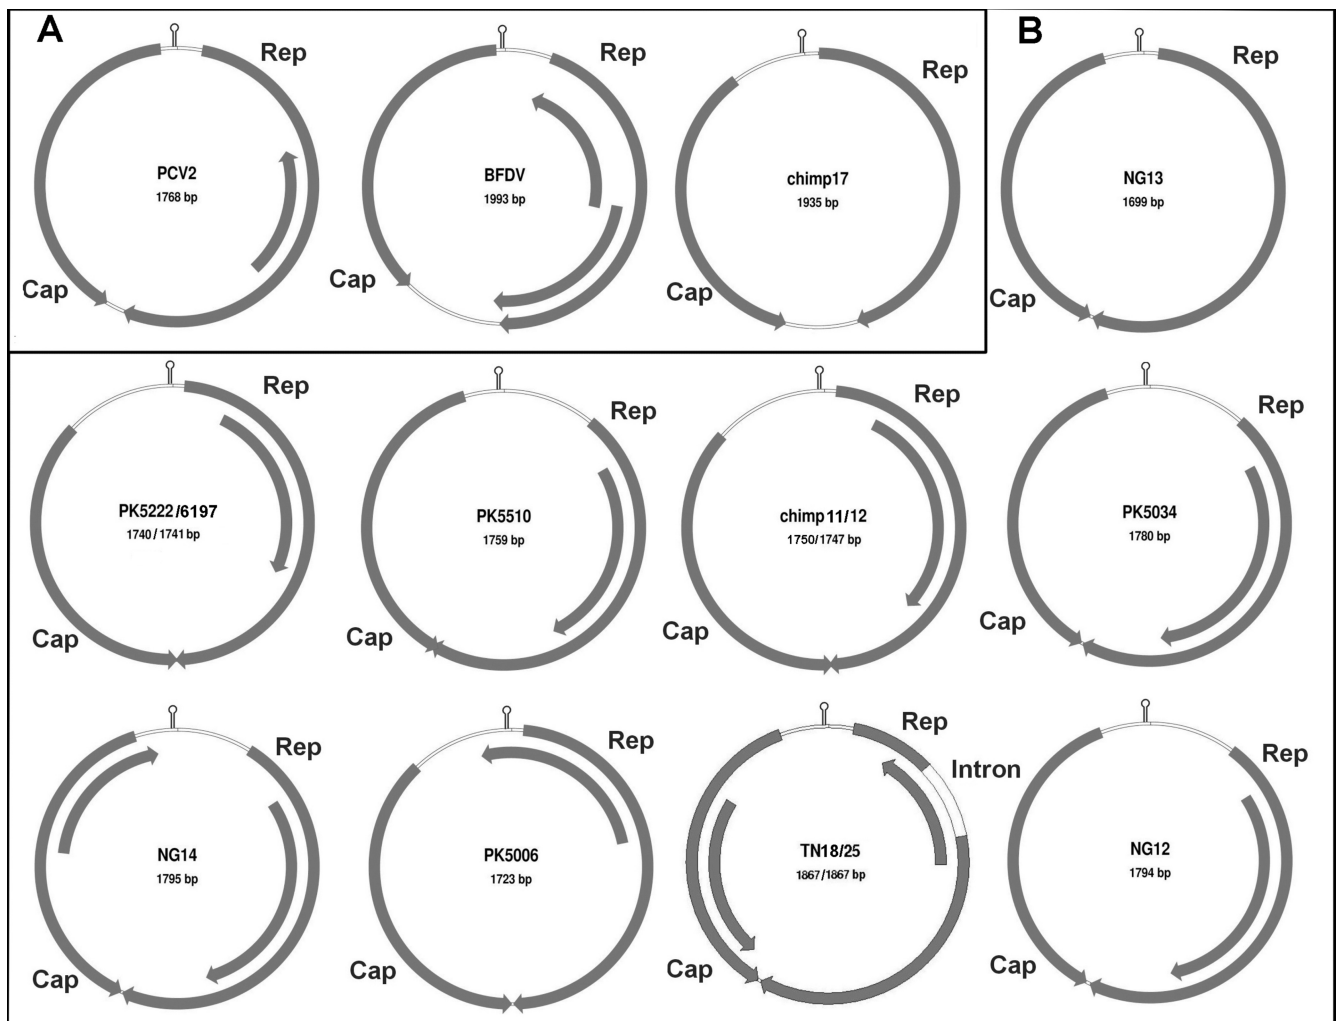 A
B
Rep
PCV2
1768 bp
Cap
Rep
BFDV
1993 bp
Cap
Rep
chimp17
1935 bp
Cap
Rep
NG13
1699 bp
Cap
Rep
PK5222/6197
1740/1741 bp
Cap
Rep
PK5510
1759 bp
Cap
Rep
chimp 11/12
1750/1747 bp
Cap
Rep
PK5034
1780 bp
Cap
Rep
NG14
1795 bp
Cap
Rep
PK5006
1723 bp
Cap
Rep
Intron
TN18/25
1867/1867 bp
Cap
Rep
NG12
1794 bp
Cap